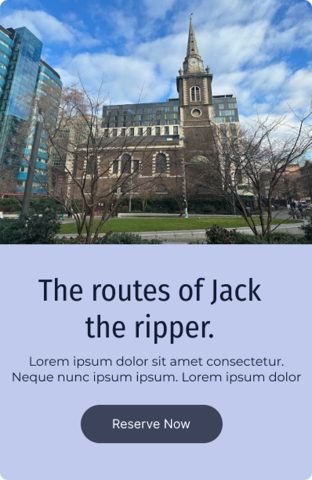 The routes of Jack
the ripper.
Lorem ipsum dolor sit amet consectetur.
Neque nunc ipsum ipsum. Lorem ipsum dolor
Reserve Now